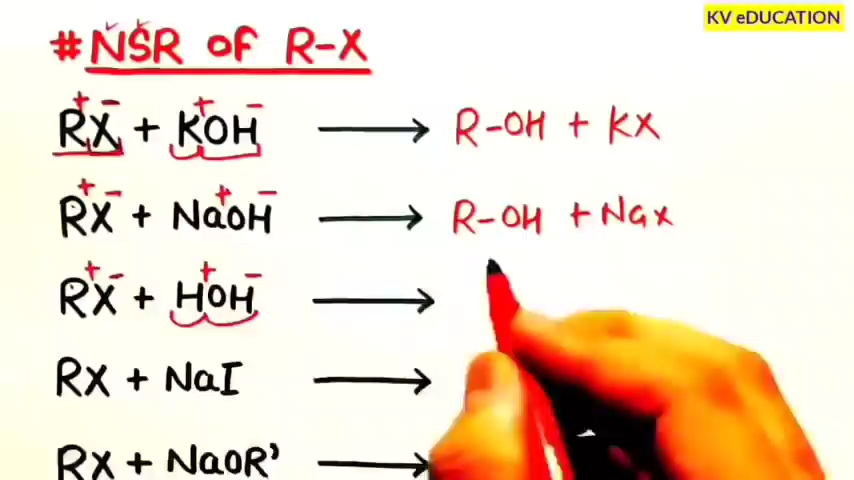 KV eDUCATION
#NSR of R-X
RX + KOH ⟶ R-OH + KX
RX + NaOH ⟶ R-OH + Nax
RX + HOH ⟶
RX + NaI ⟶
RX + NaOR' ⟶